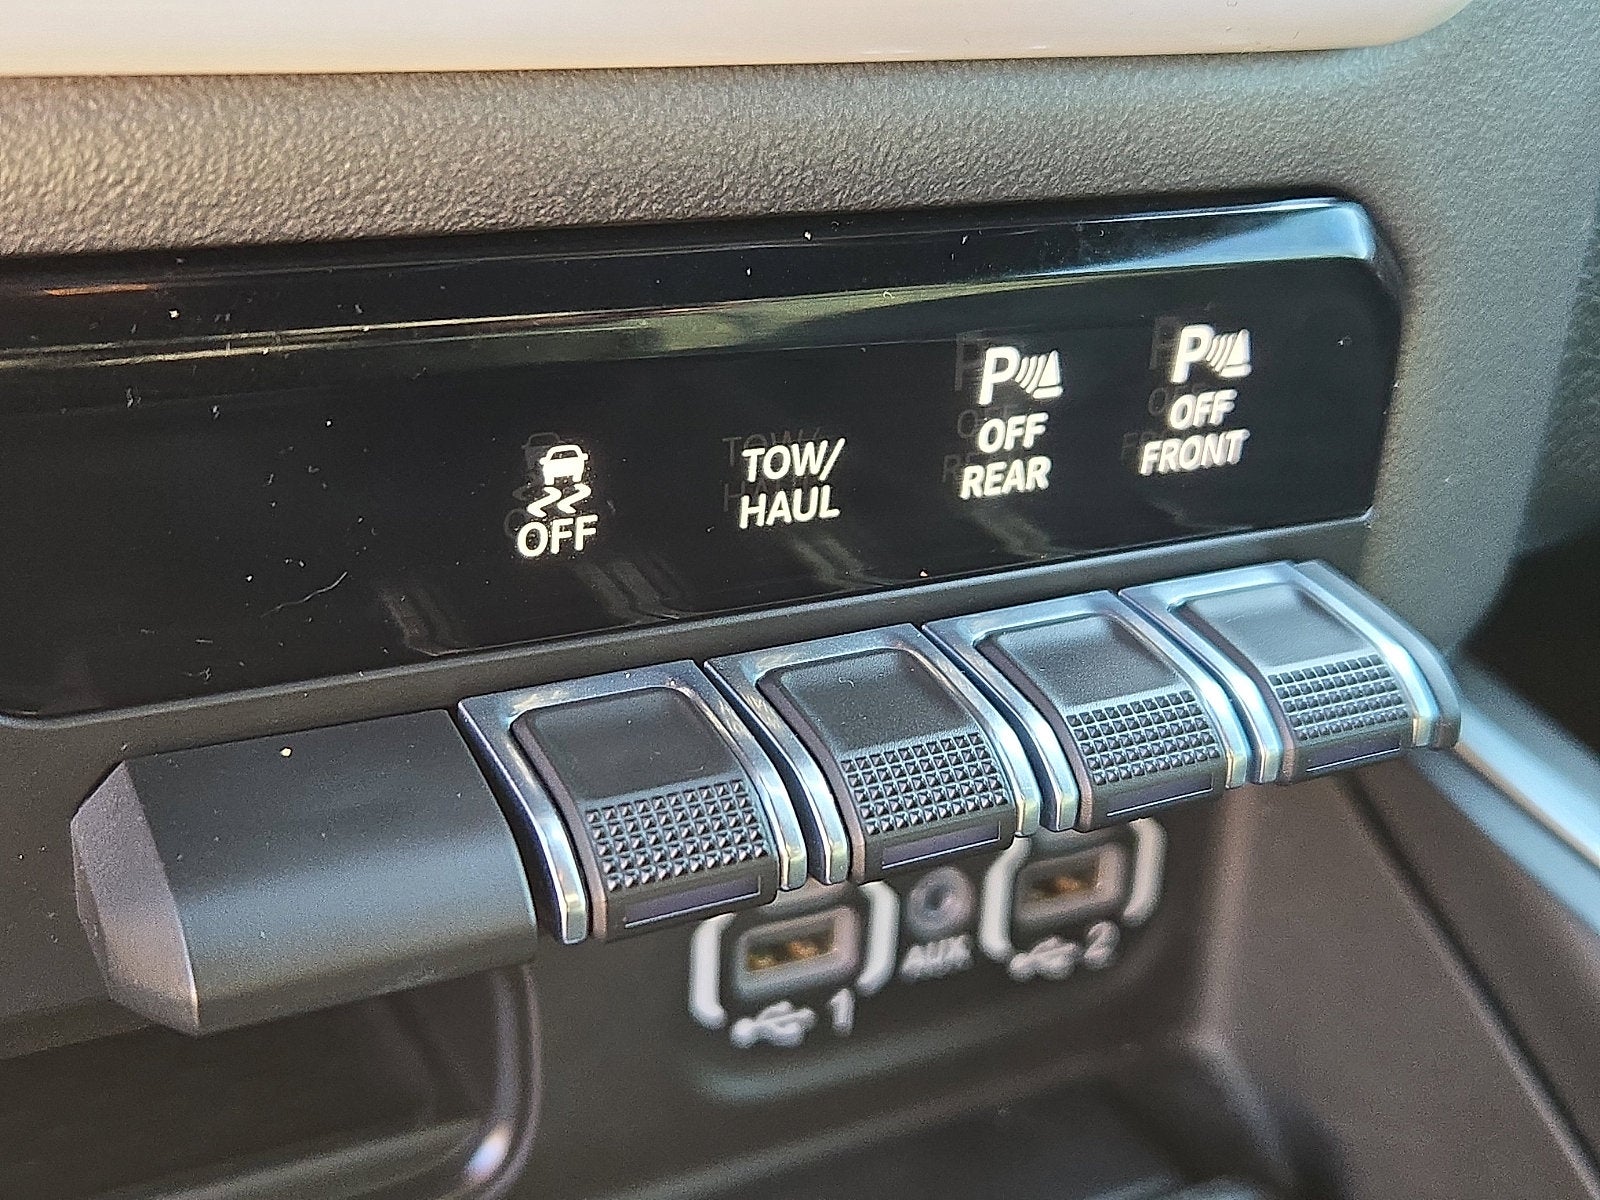 OFF
TOW/
HAUL
P
OFF
REAR
P
OFF
FRONT
1
AUX
2